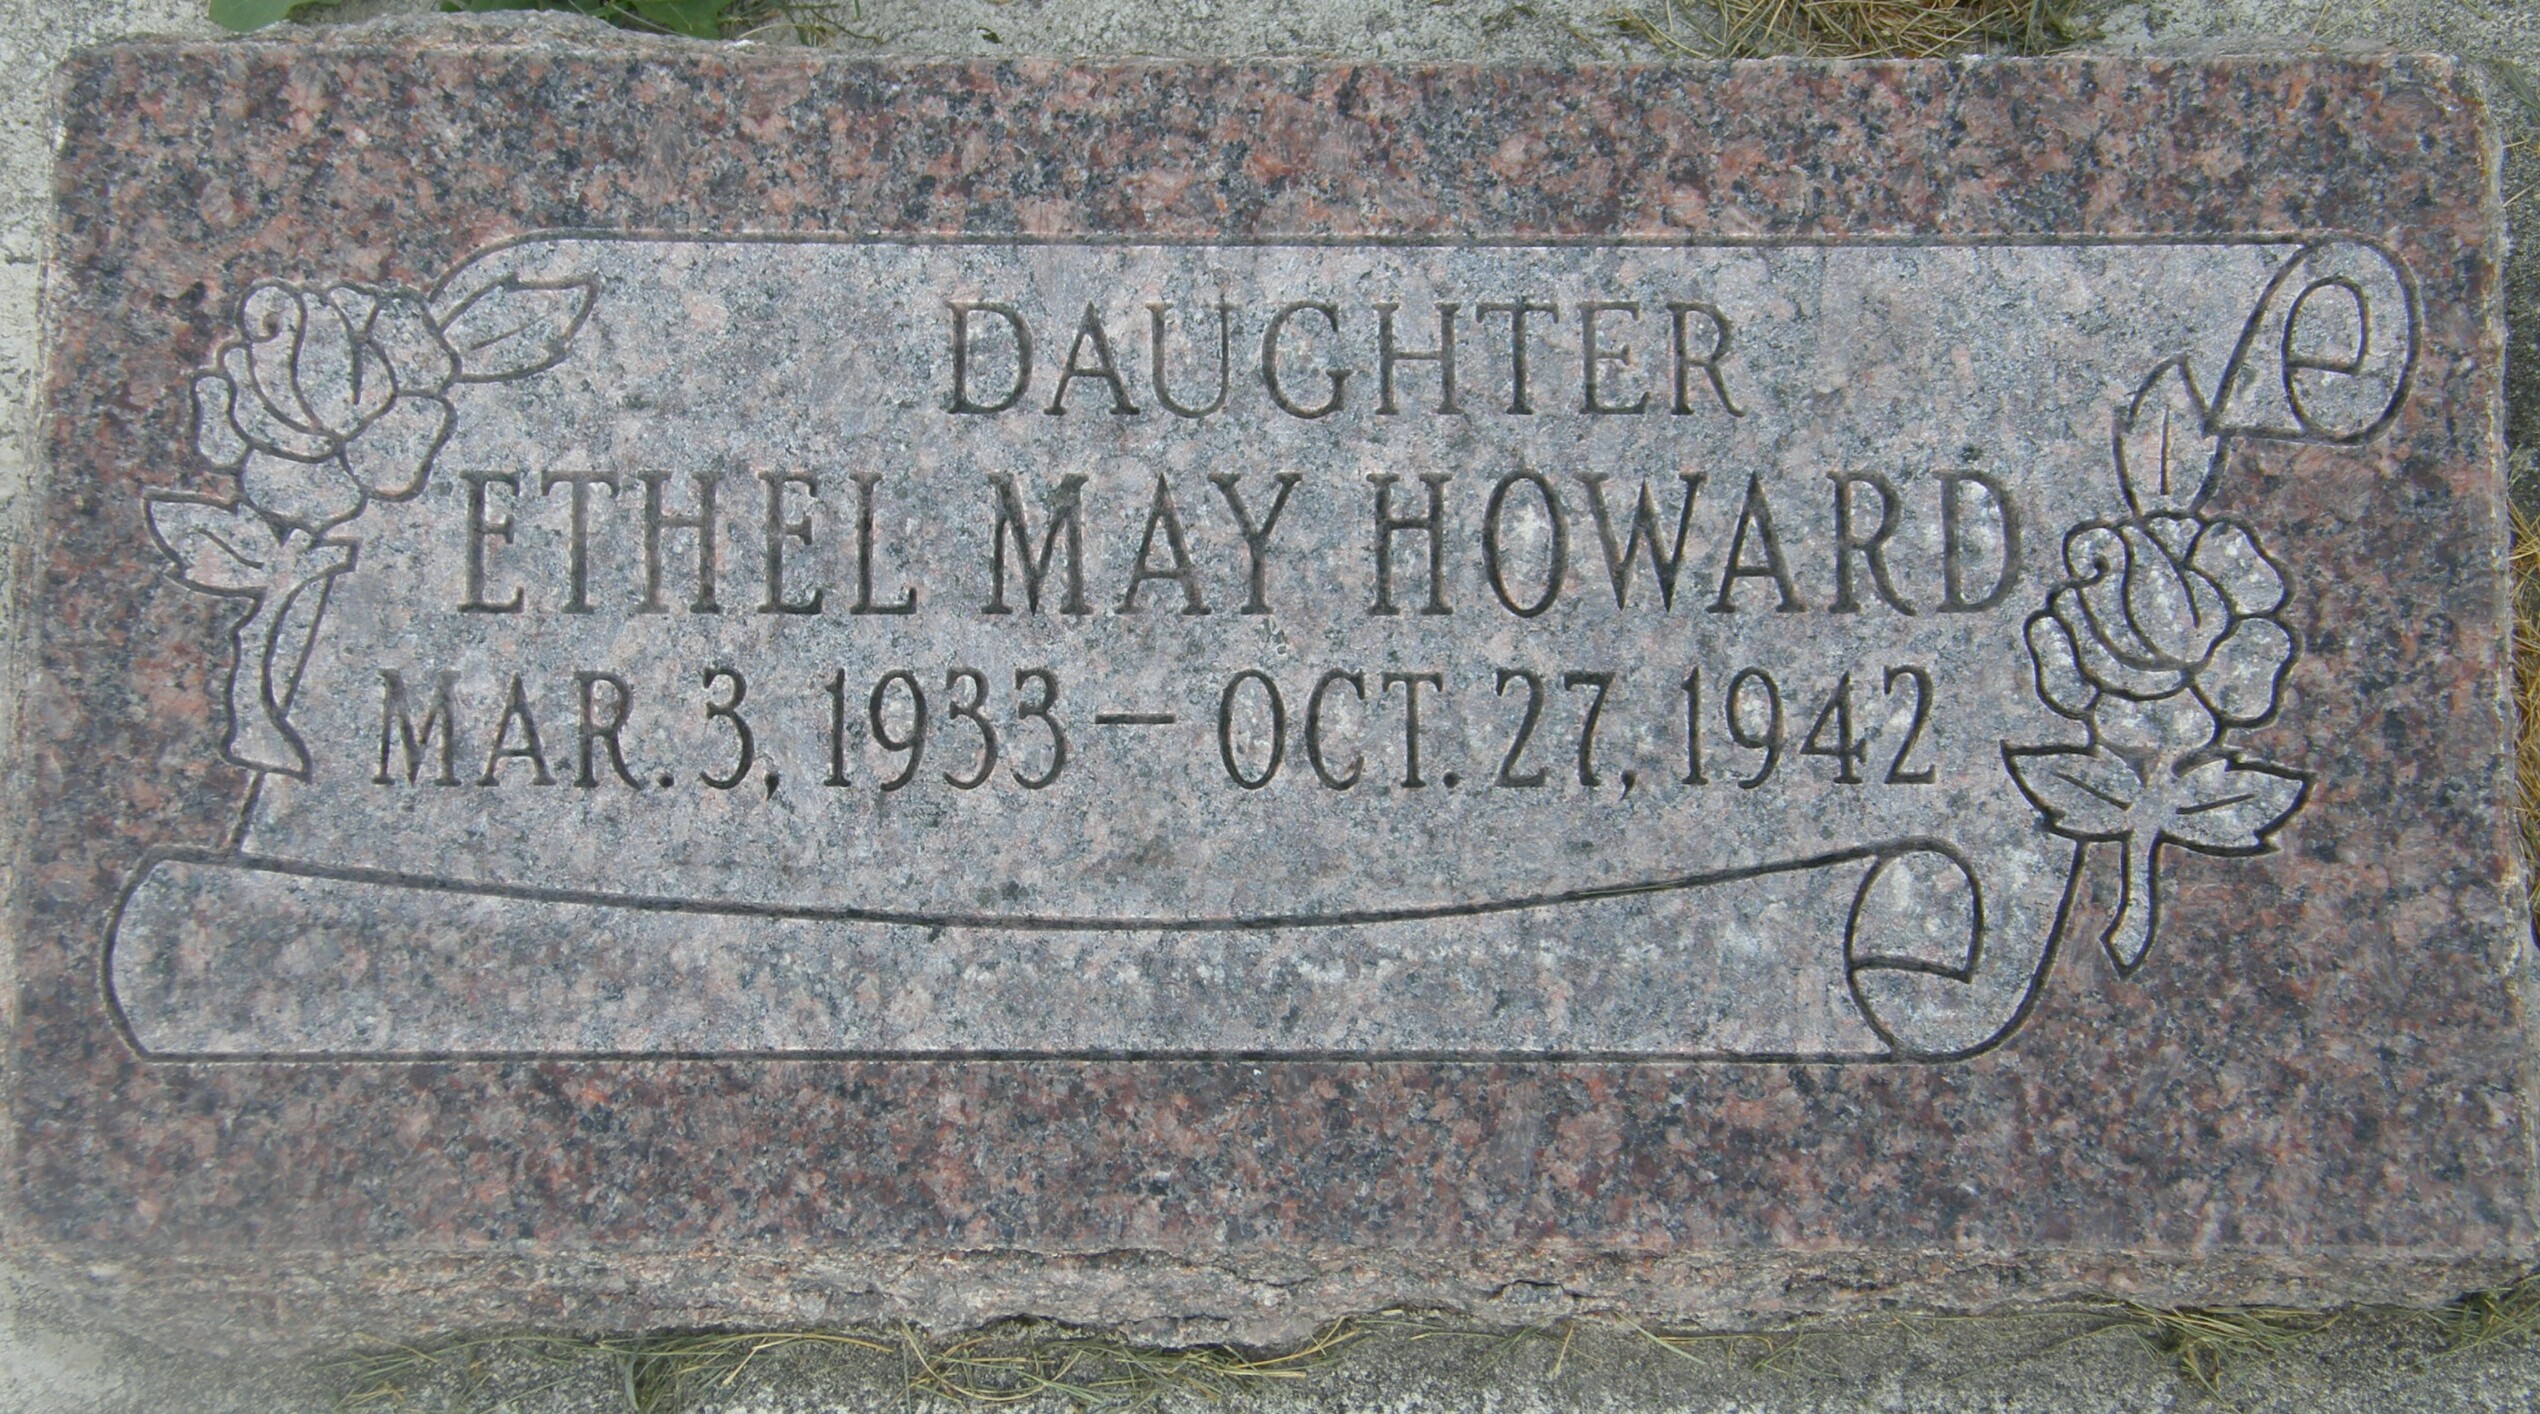 DAUGHTER
ETHEL MAY HOWARD
MAR. 3, 1933 — OCT. 27, 1942